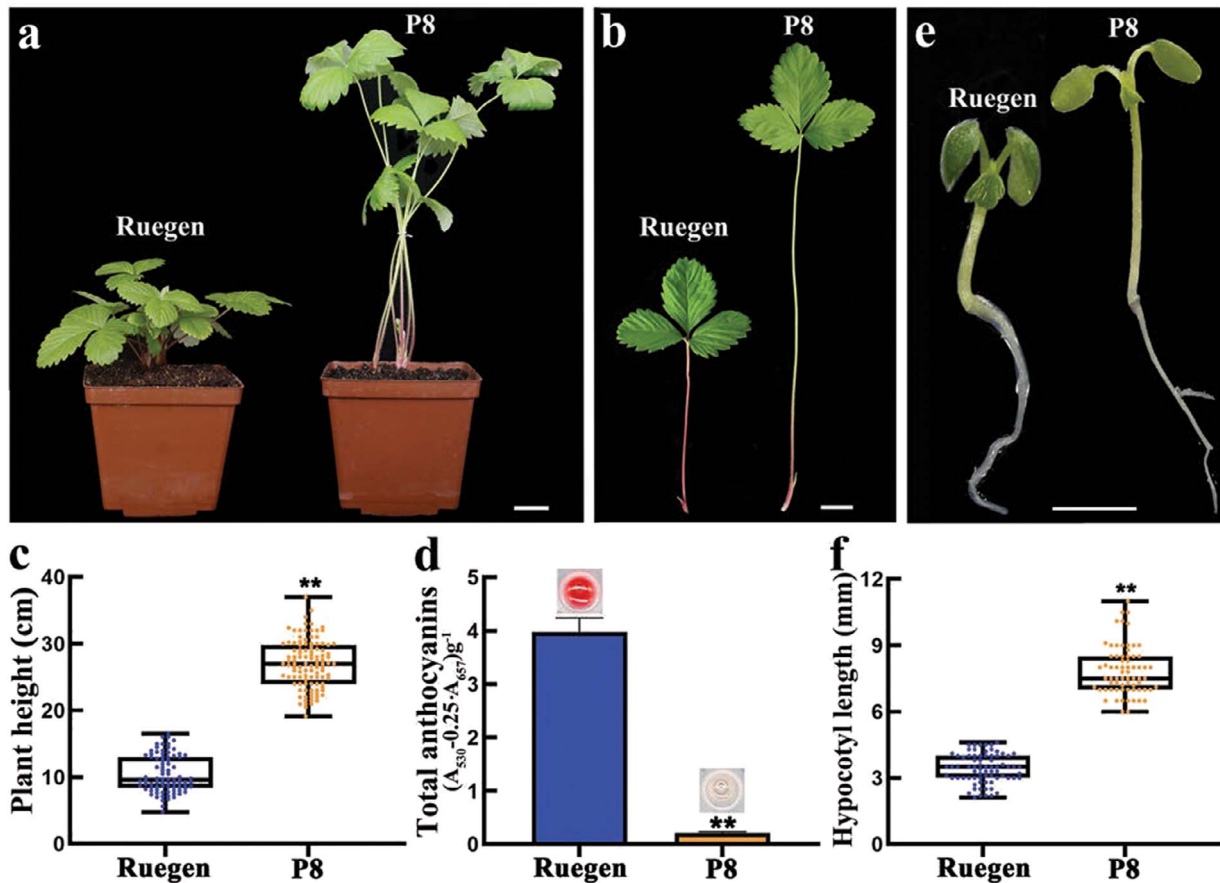 a
Ruegen
P8
b
Ruegen
P8
e
Ruegen
P8
c
Plant height (cm)
40
30
20
10
0
**
Ruegen
P8
d
Total anthocyanins
(A530-0.25·A657)g-1
5
4
3
2
1
0
**
Ruegen
P8
f
Hypocotyl length (mm)
12
9
6
3
0
**
Ruegen
P8